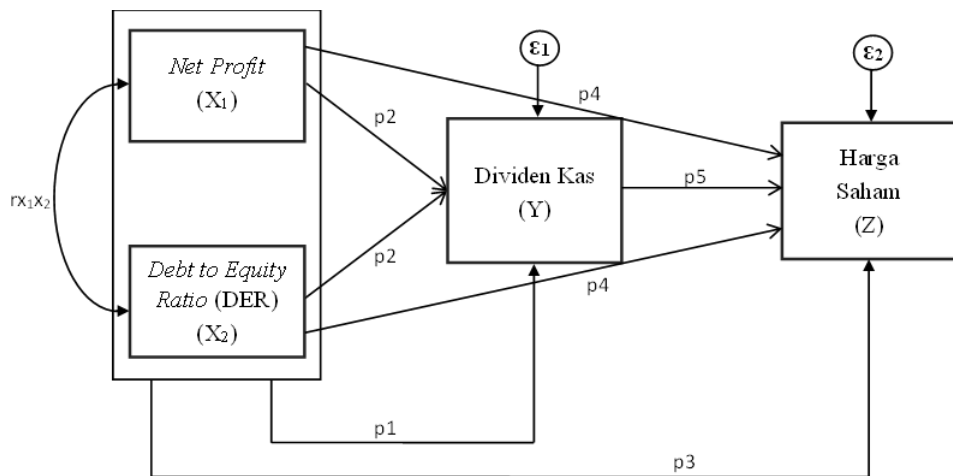 Net Profit
(X₁)
rx₁x₂
Debt to Equity
Ratio (DER)
(X₂)
p2
p2
p1
ε1
Dividen Kas
(Y)
p4
p5
p4
p3
ε2
Harga
Saham
(Z)